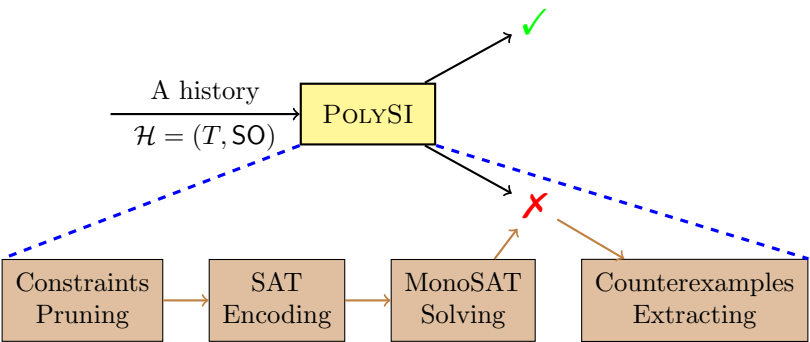 ✓
A history
POLYSI
ℋ = (T, SO)
✗
Constraints
Pruning
SAT
Encoding
MonoSAT
Solving
Counterexamples
Extracting